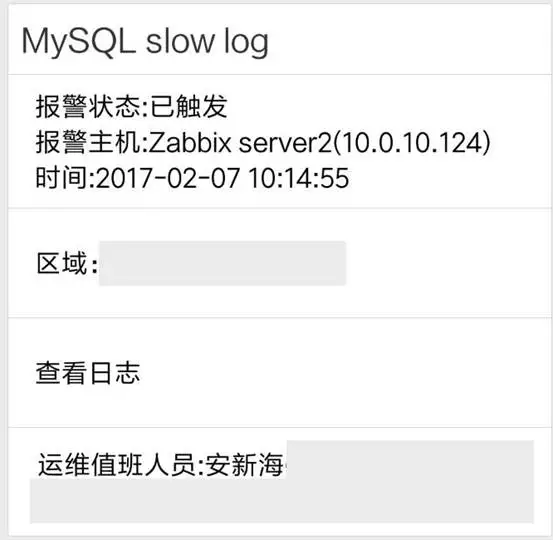 MySQL slow log
报警状态:已触发
报警主机:Zabbix server2(10.0.10.124)
时间:2017-02-07 10:14:55
区域:
查看日志
运维值班人员:安新海